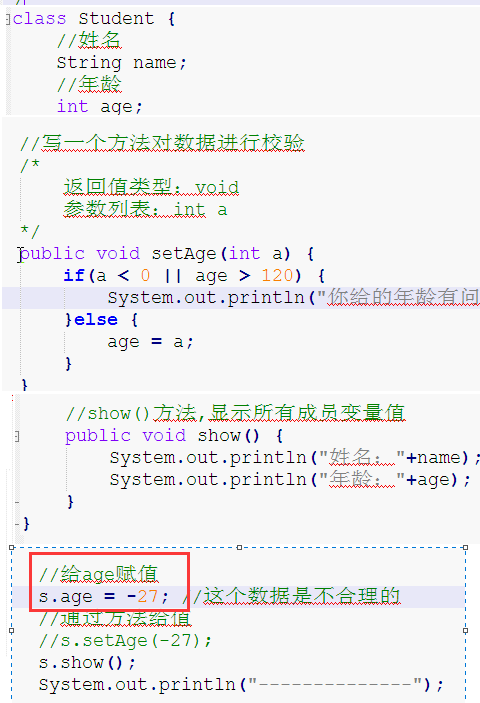 class Student {
//姓名
String name;
//年龄
int age;
//写一个方法对数据进行校验
/*
返回值类型：void
参数列表：int a
*/
public void setAge(int a) {
if(a < 0 || age > 120) {
System.out.println("你给的年龄有问
}else {
age = a;
}
}
//show()方法,显示所有成员变量值
public void show() {
System.out.println("姓名："+name);
System.out.println("年龄："+age);
}
}
//给age赋值
s.age = -27; //这个数据是不合理的
//通过方法给值
//s.setAge(-27);
s.show();
System.out.println("--------------");